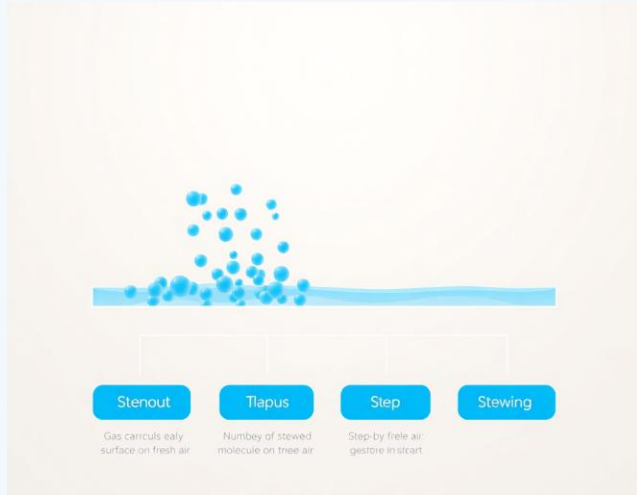 Stenout
Tlapus
Step
Stewing
Gas carrculs ealy
surface on fresh air
Numbey of stewed
molecule on tree air
Step-by frele air:
gestore in stcart